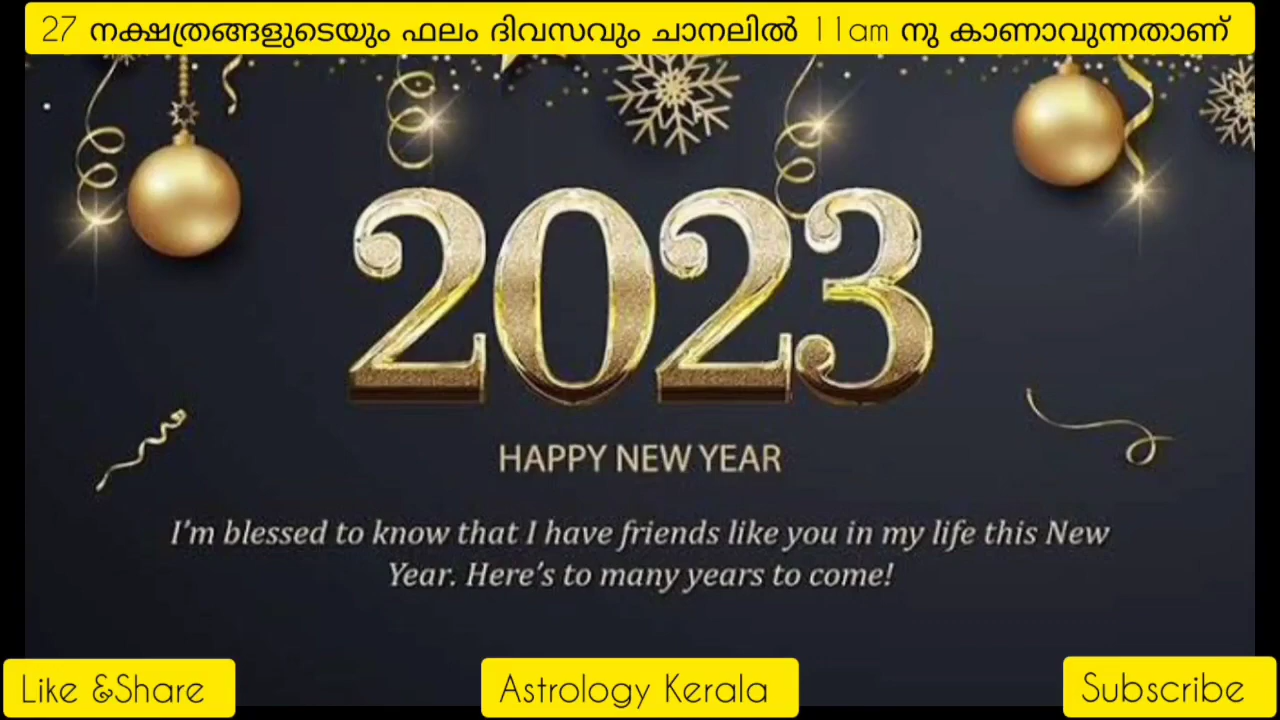 27 നക്ഷത്രങ്ങളുടെയും ഫലം ദിവസവും ചാനലിൽ 11am നു കാണാവുന്നതാണ്
2023
HAPPY NEW YEAR
I'm blessed to know that I have friends like you in my life this New
Year. Here's to many years to come!
Like &Share
Astrology Kerala
Subscribe